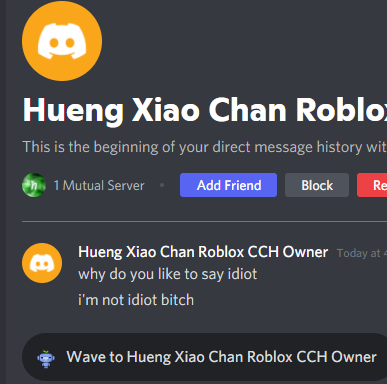 Hueng Xiao Chan Roblox
This is the beginning of your direct message history wit
1 Mutual Server • Add Friend Block Re
Hueng Xiao Chan Roblox CCH Owner Today at 4
why do you like to say idiot
i'm not idiot bitch
Wave to Hueng Xiao Chan Roblox CCH Owner